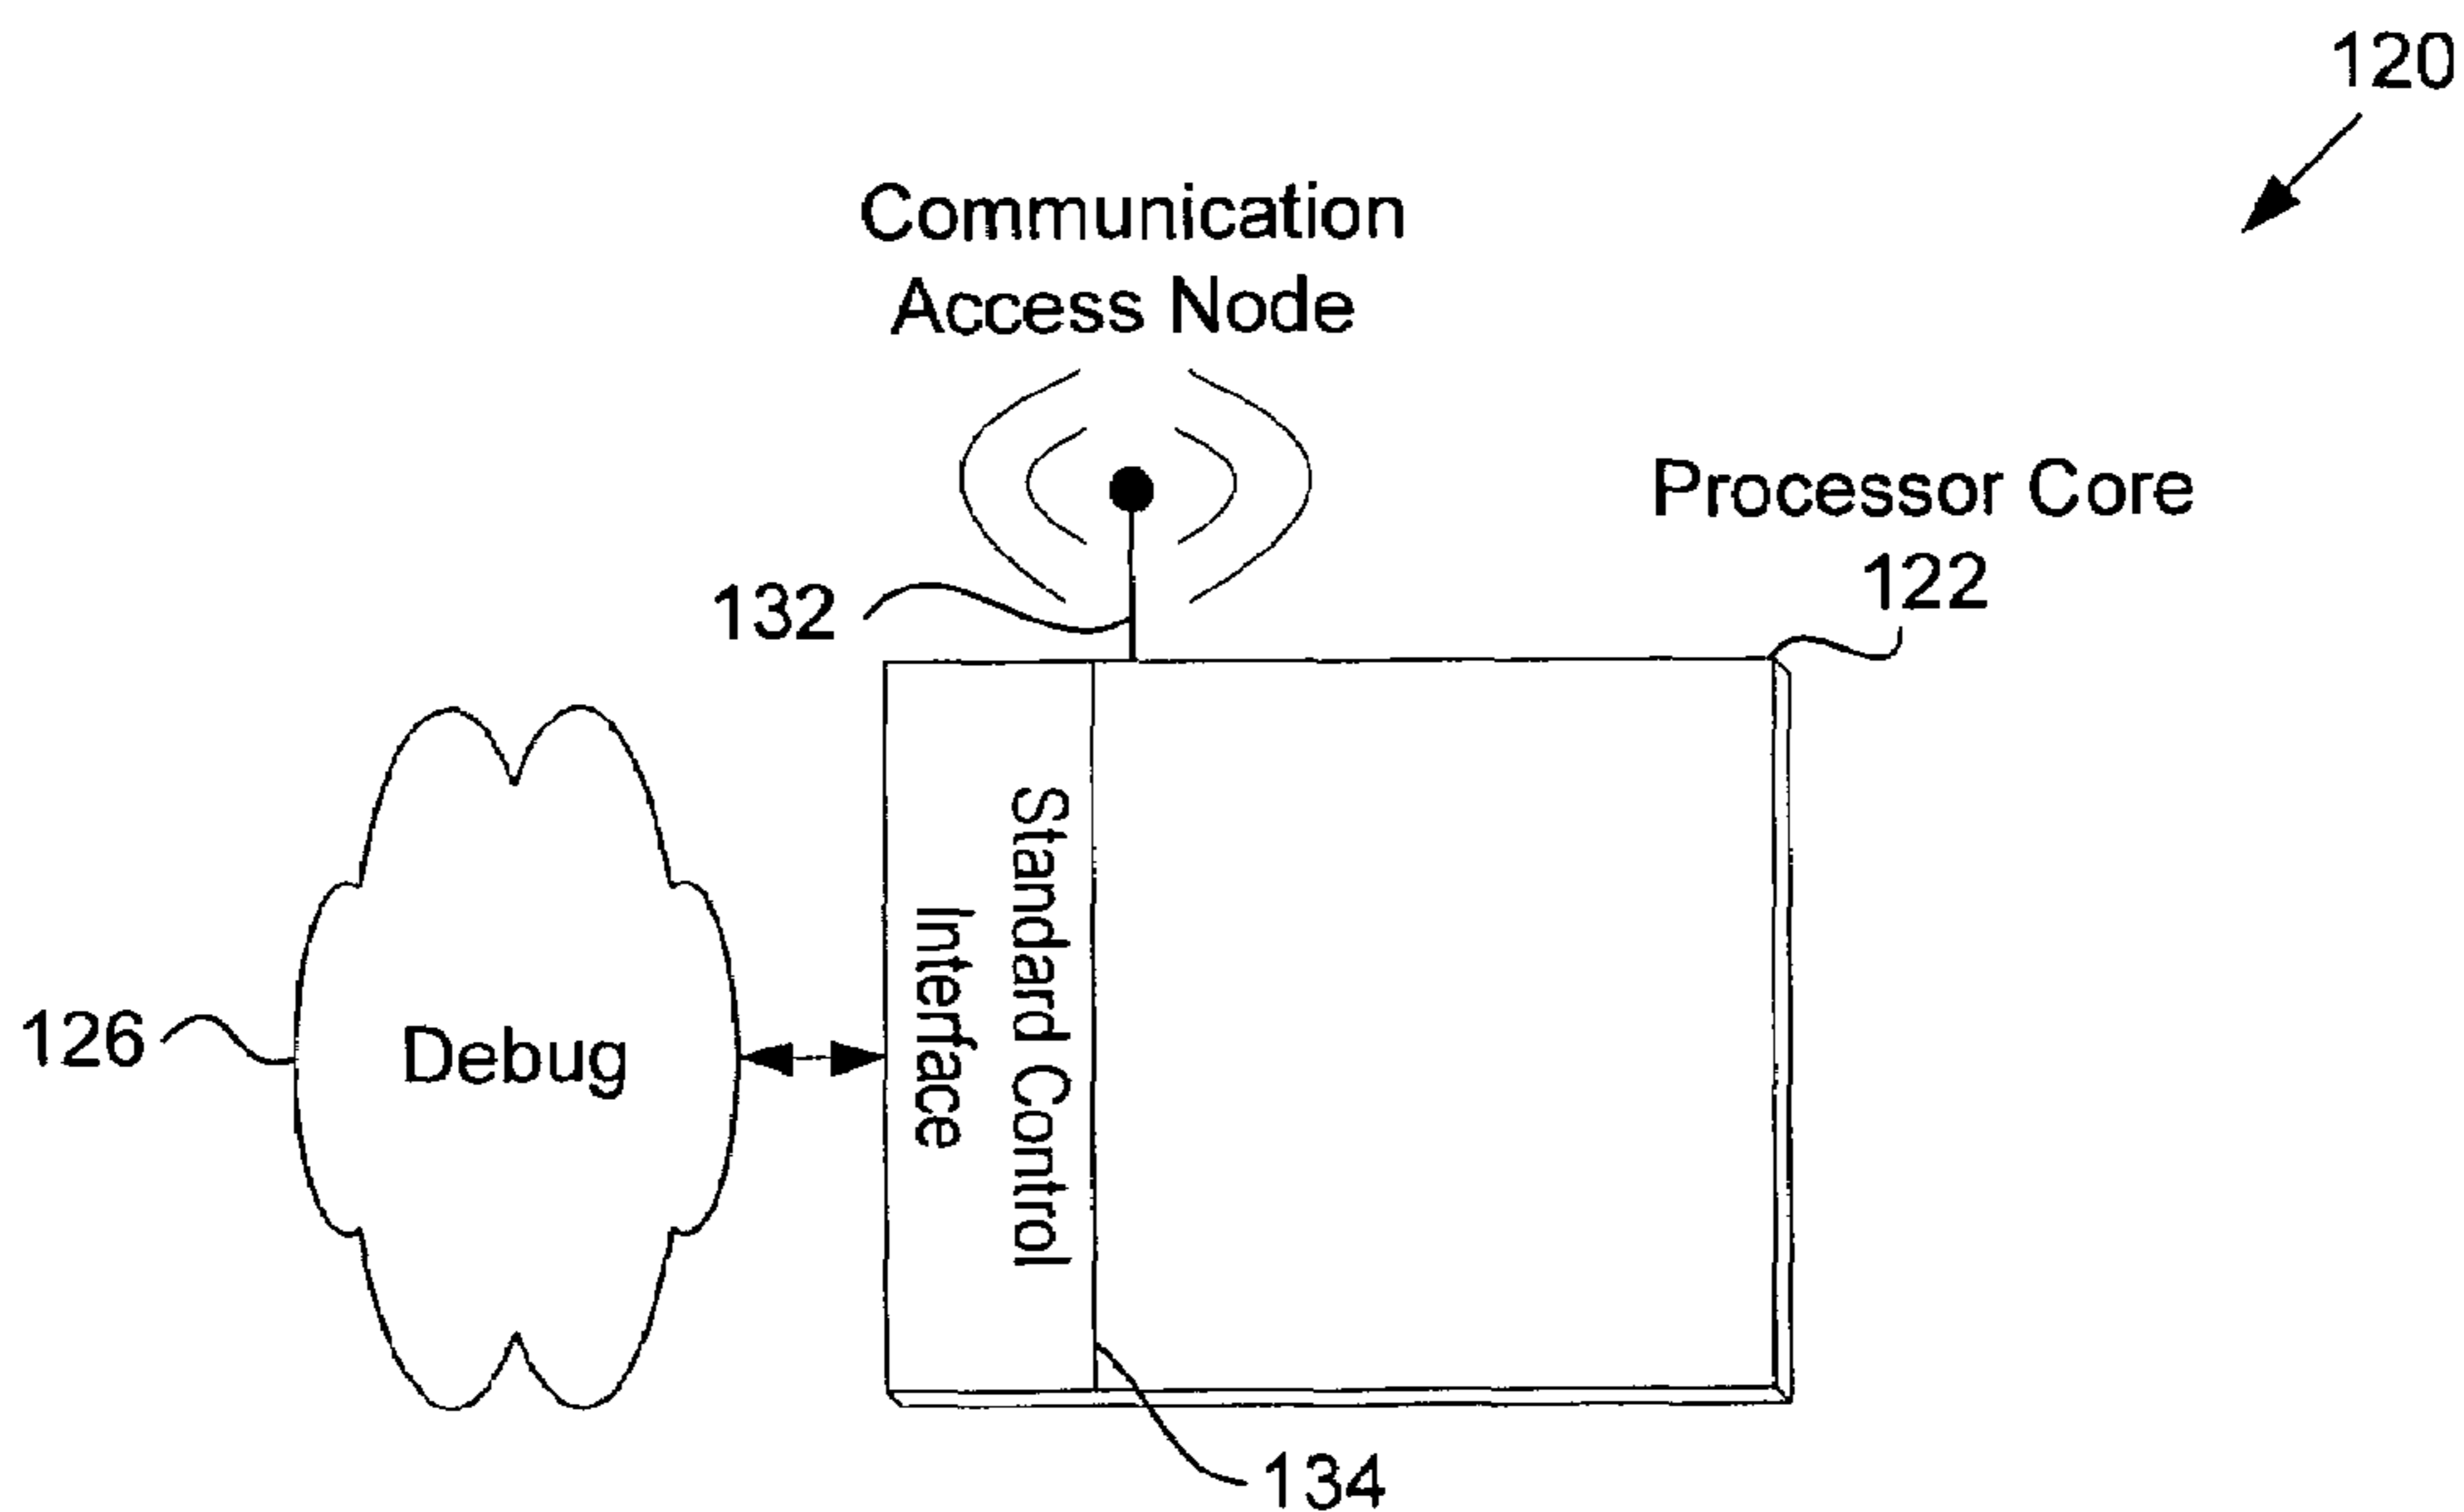 120
Communication
Access Node
Processor Core
122
132
Standard Control
Interface
126
Debug
134